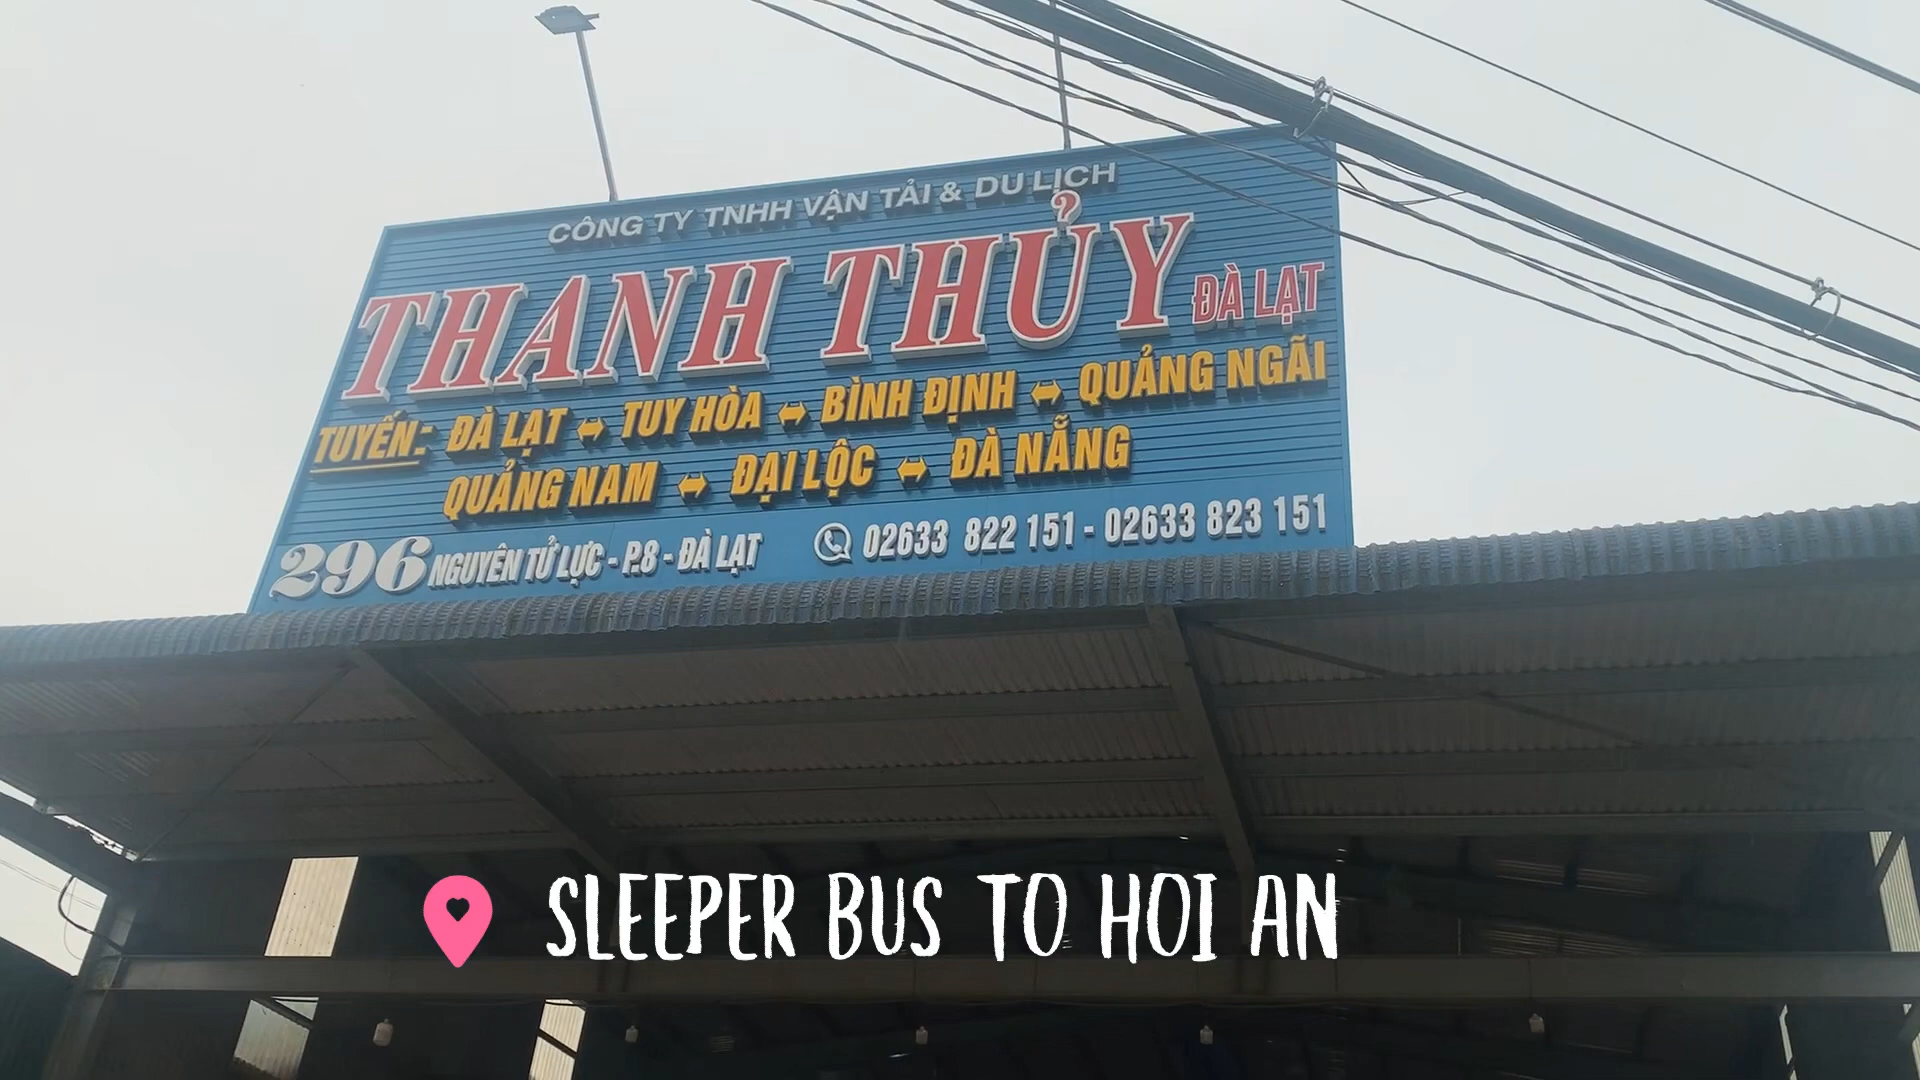 CÔNG TY TNHH VẬN TẢI & DU LỊCH
THANH THỦY ĐÀ LẠT
TUYẾN: ĐÀ LẠT ⬌ TUY HÒA ⬌ BÌNH ĐỊNH ⬌ QUẢNG NGÃI
QUẢNG NAM ⬌ ĐẠI LỘC ⬌ ĐÀ NẴNG
296 NGUYÊN TỬ LỰC - P.8 - ĐÀ LẠT 02633 822 151 - 02633 823 151
SLEEPER BUS TO HOI AN